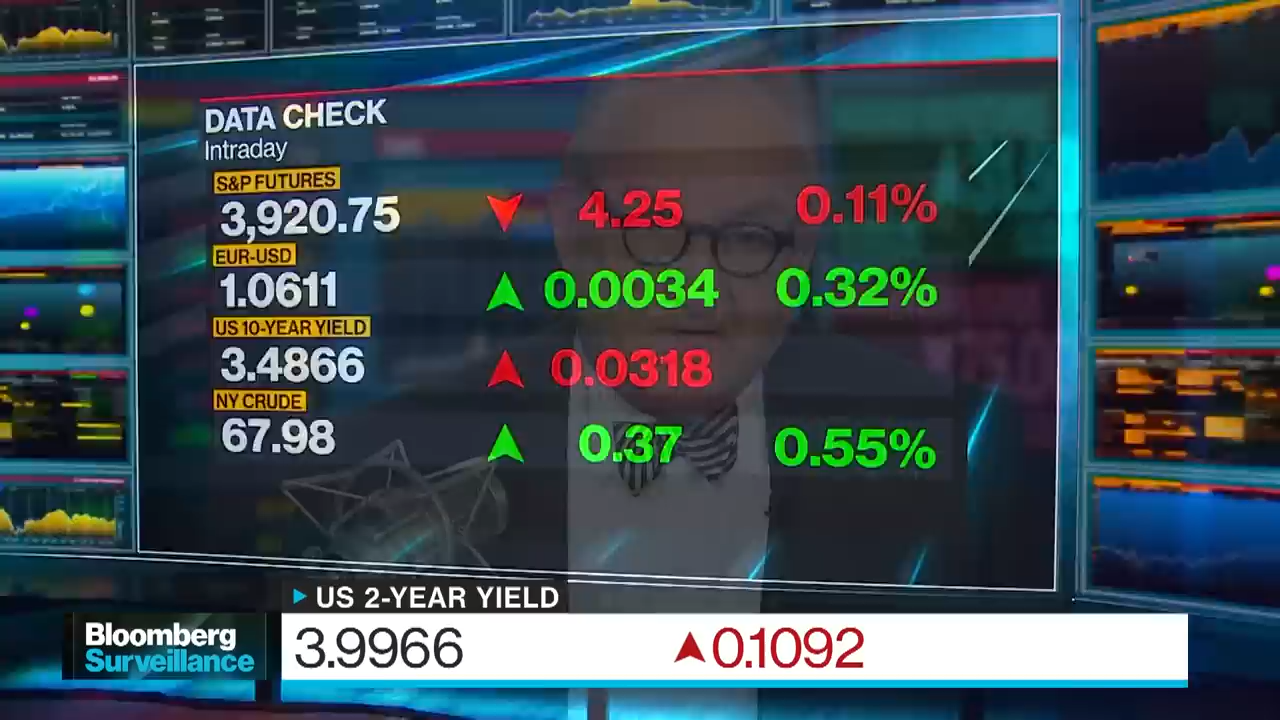 DATA CHECK
Intraday
S&P FUTURES
3,920.75 4.25 0.11%
EUR-USD
1.0611 0.0034 0.32%
US 10-YEAR YIELD
3.4866 0.0318
NY CRUDE
67.98 0.37 0.55%
US 2-YEAR YIELD
Bloomberg
Surveillance
3.9966 0.1092